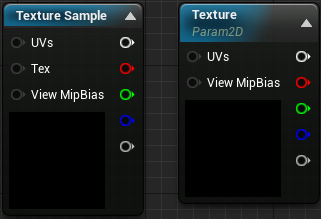 Texture Sample
UVs
Tex
View MipBias
Texture
Param2D
UVs
View MipBias